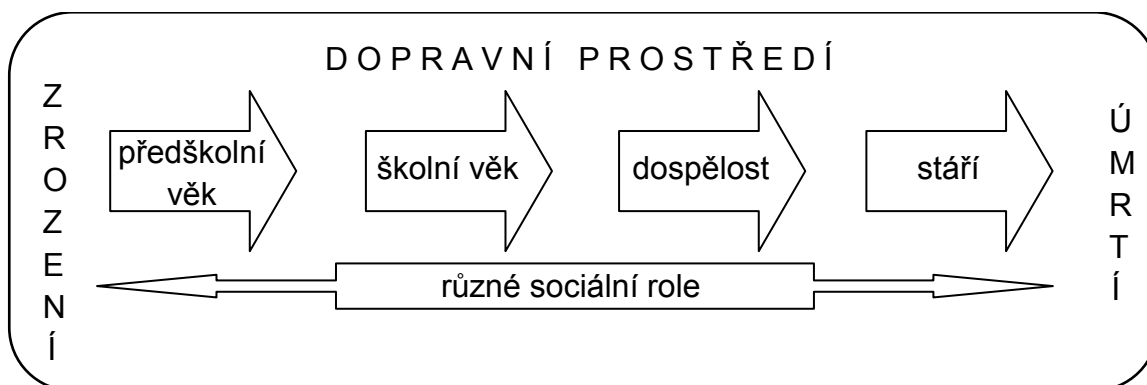 DOPRAVNÍ PROSTŘEDÍ
ZROZENÍ
předškolní
věk
školní věk
dospělost
stáří
ÚMRTÍ
různé sociální role